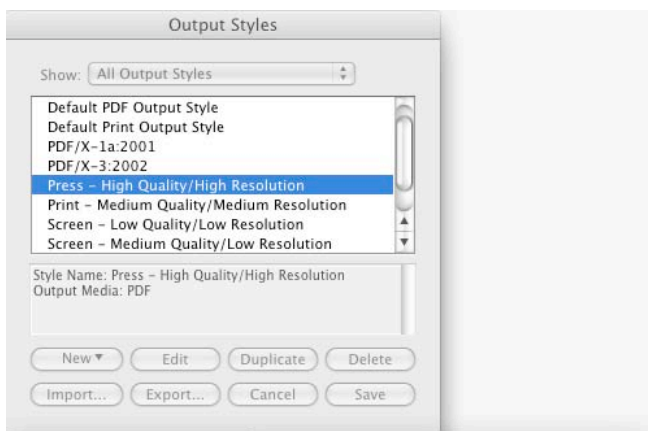 Output Styles
Show: All Output Styles
Default PDF Output Style
Default Print Output Style
PDF/X-1a:2001
PDF/X-3:2002
Press – High Quality/High Resolution
Print – Medium Quality/Medium Resolution
Screen – Low Quality/Low Resolution
Screen – Medium Quality/Low Resolution
Style Name: Press – High Quality/High Resolution
Output Media: PDF
New Edit Duplicate Delete
Import... Export... Cancel Save